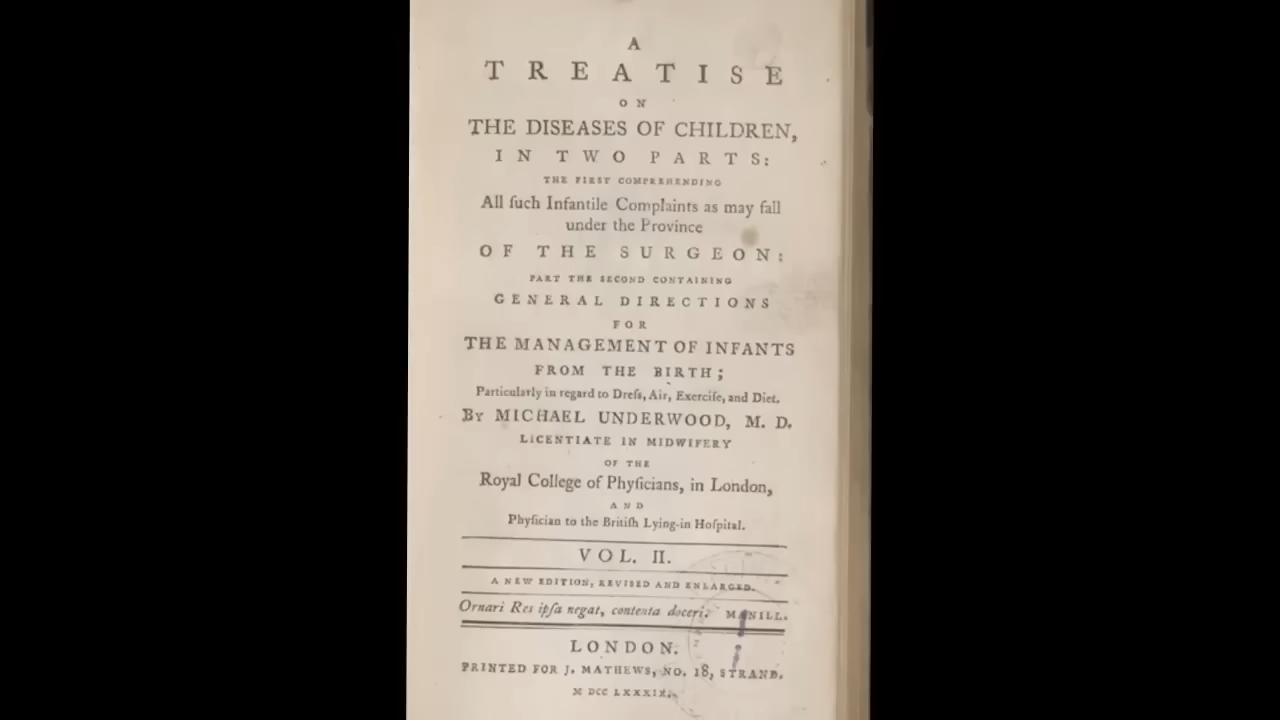 A
TREATISE
ON
THE DISEASES OF CHILDREN,
IN TWO PARTS:
THE FIRST COMPREHENDING
All ſuch Infantile Complaints as may fall
under the Province
OF THE SURGEON:
PART THE SECOND CONTAINING
GENERAL DIRECTIONS
FOR
THE MANAGEMENT OF INFANTS
FROM THE BIRTH;
Particularly in regard to Dreſs, Air, Exerciſe, and Diet.
By MICHAEL UNDERWOOD, M. D.
LICENTIATE IN MIDWIFERY
OF THE
Royal College of Phyſicians, in London,
AND
Phyſician to the Britiſh Lying-in Hoſpital.
VOL. II.
A NEW EDITION, REVISED AND ENLARGED.
Ornari Res ipſa negat, contenta doceri. MANILL.
LONDON.
PRINTED FOR J. MATHEWS, NO. 18, STRAND.
M DCC LXXXIX.